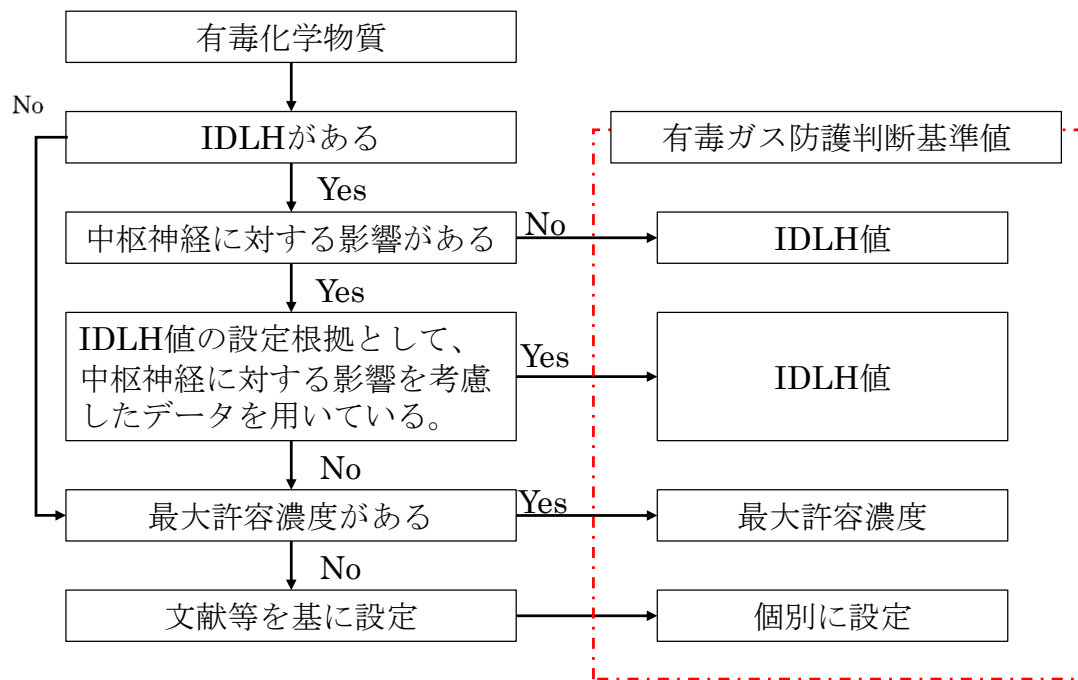 有毒化学物質
No
IDLHがある
有毒ガス防護判断基準値
Yes
中枢神経に対する影響がある
No
IDLH値
Yes
IDLH値の設定根拠として、
中枢神経に対する影響を考慮
したデータを用いている。
Yes
IDLH値
No
最大許容濃度がある
Yes
最大許容濃度
No
文献等を基に設定
個別に設定